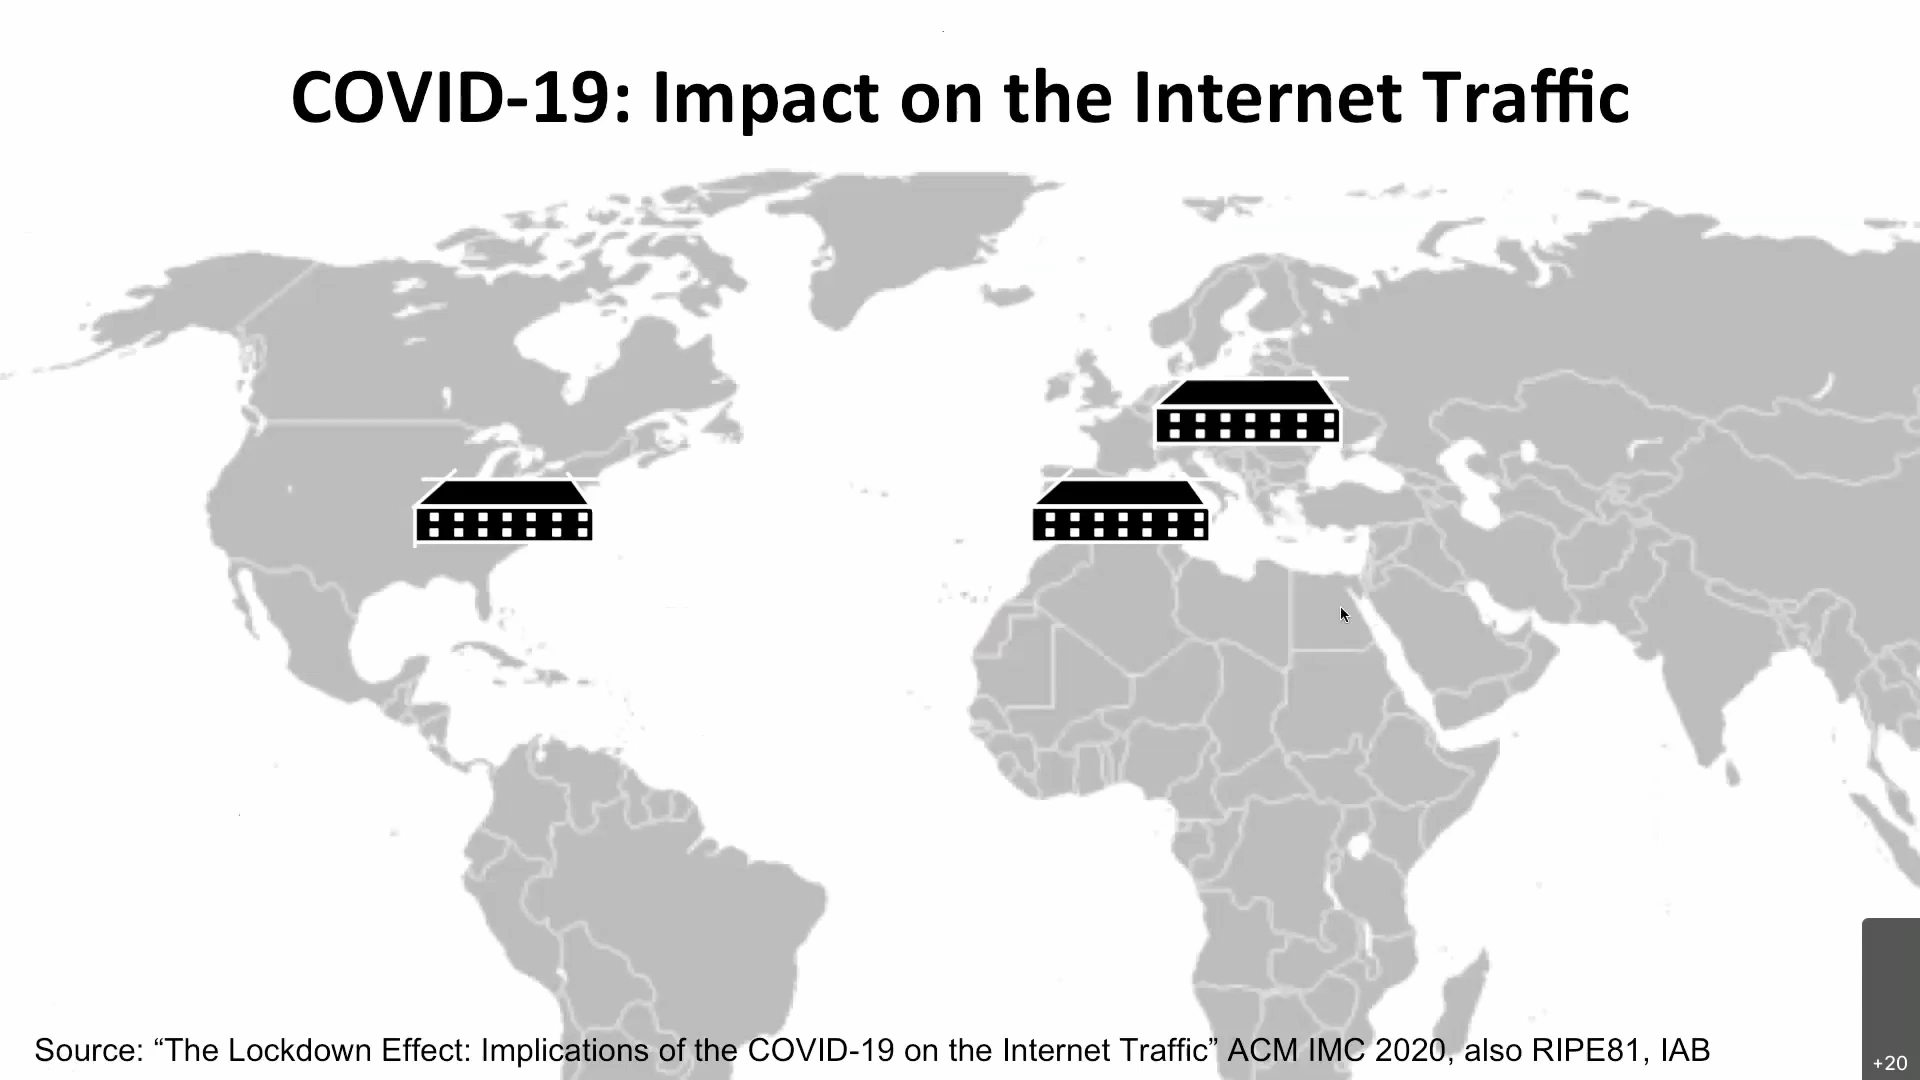 COVID-19: Impact on the Internet Traffic
Source: “The Lockdown Effect: Implications of the COVID-19 on the Internet Traffic” ACM IMC 2020, also RIPE81, IAB
+20